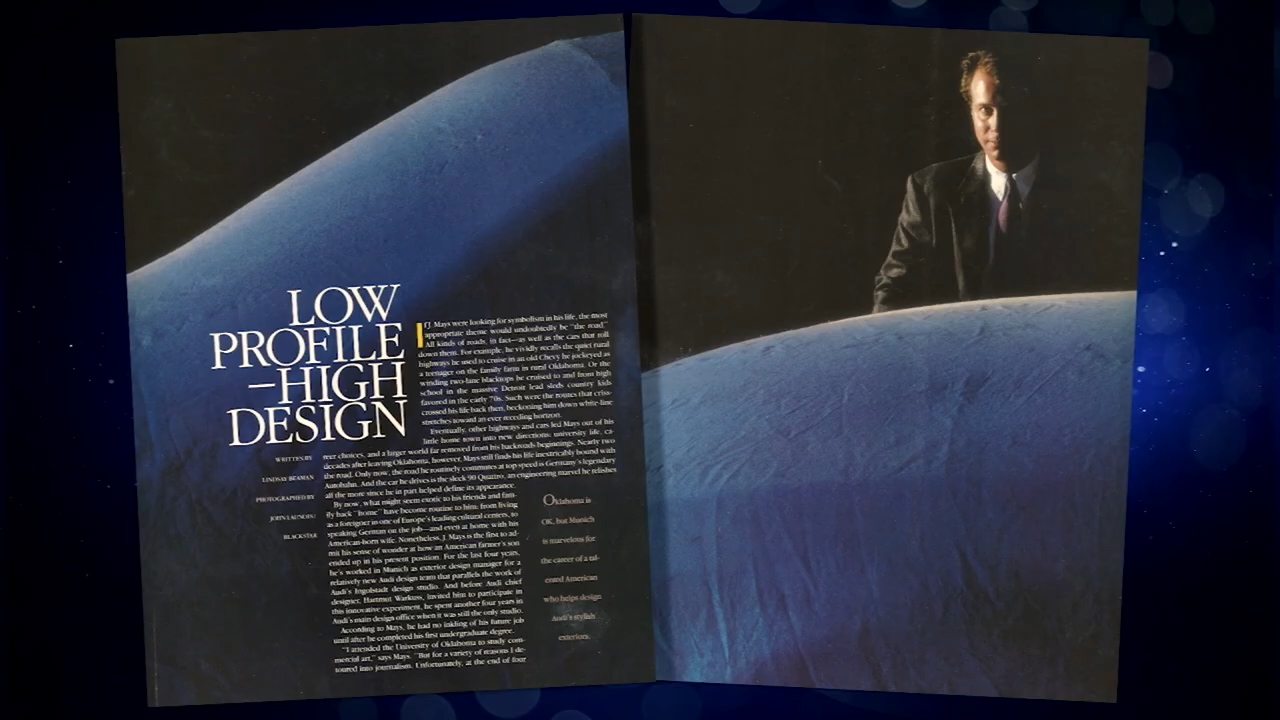 LOW
PROFILE
–HIGH
DESIGN
WRITTEN BY
LINDSAY BEAMAN
PHOTOGRAPHED BY
JOHN LAUNOIS/
BLACKSTAR
If J. Mays were looking for symbolism in his life, the most
appropriate theme would undoubtedly be "the road."
All kinds of roads, in fact—as well as the cars that roll
down them. For example, he vividly recalls the quiet rural
highways he used to cruise in an old Chevy he jockeyed as
a teenager on the family farm in rural Oklahoma. Or the
winding two-lane blacktops he cruised to and from high
school in the massive Detroit lead sleds country kids
favored in the early '70s. Such were the routes that criss-
crossed his life back then, beckoning him down white-line
stretches toward an ever receding horizon.
Eventually, other highways and cars led Mays out of his
little home town into new directions: university life, ca-
reer choices, and a larger world far removed from his backroads beginnings. Nearly two
decades after leaving Oklahoma, however, Mays still finds his life inextricably bound with
the road. Only now, the road he routinely commutes at top speed is Germany's legendary
Autobahn. And the car he drives is the sleek 90 Quattro, an engineering marvel he relishes
all the more since he in part helped define its appearance.
By now, what might seem exotic to his friends and fam-
ily back "home" have become routine to him: from living
as a foreigner in one of Europe's leading cultural centers, to
speaking German on the job—and even at home with his
American-born wife. Nonetheless, J. Mays is the first to ad-
mit his sense of wonder at how an American farmer's son
ended up in his present position. For the last four years,
he's worked in Munich as exterior design manager for a
relatively new Audi design team that parallels the work of
Audi's Ingolstadt design studio. And before Audi chief
designer, Hartmut Warkuss, invited him to participate in
this innovative experiment, he spent another four years in
Audi's main design office when it was still the only studio.
According to Mays, he had no inkling of his future job
until after he completed his first undergraduate degree.
"I attended the University of Oklahoma to study com-
mercial art," says Mays. "But for a variety of reasons I de-
toured into journalism. Unfortunately, at the end of four
Oklahoma is
OK, but Munich
is marvelous for
the career of a tal-
ented American
who helps design
Audi's stylish
exteriors.